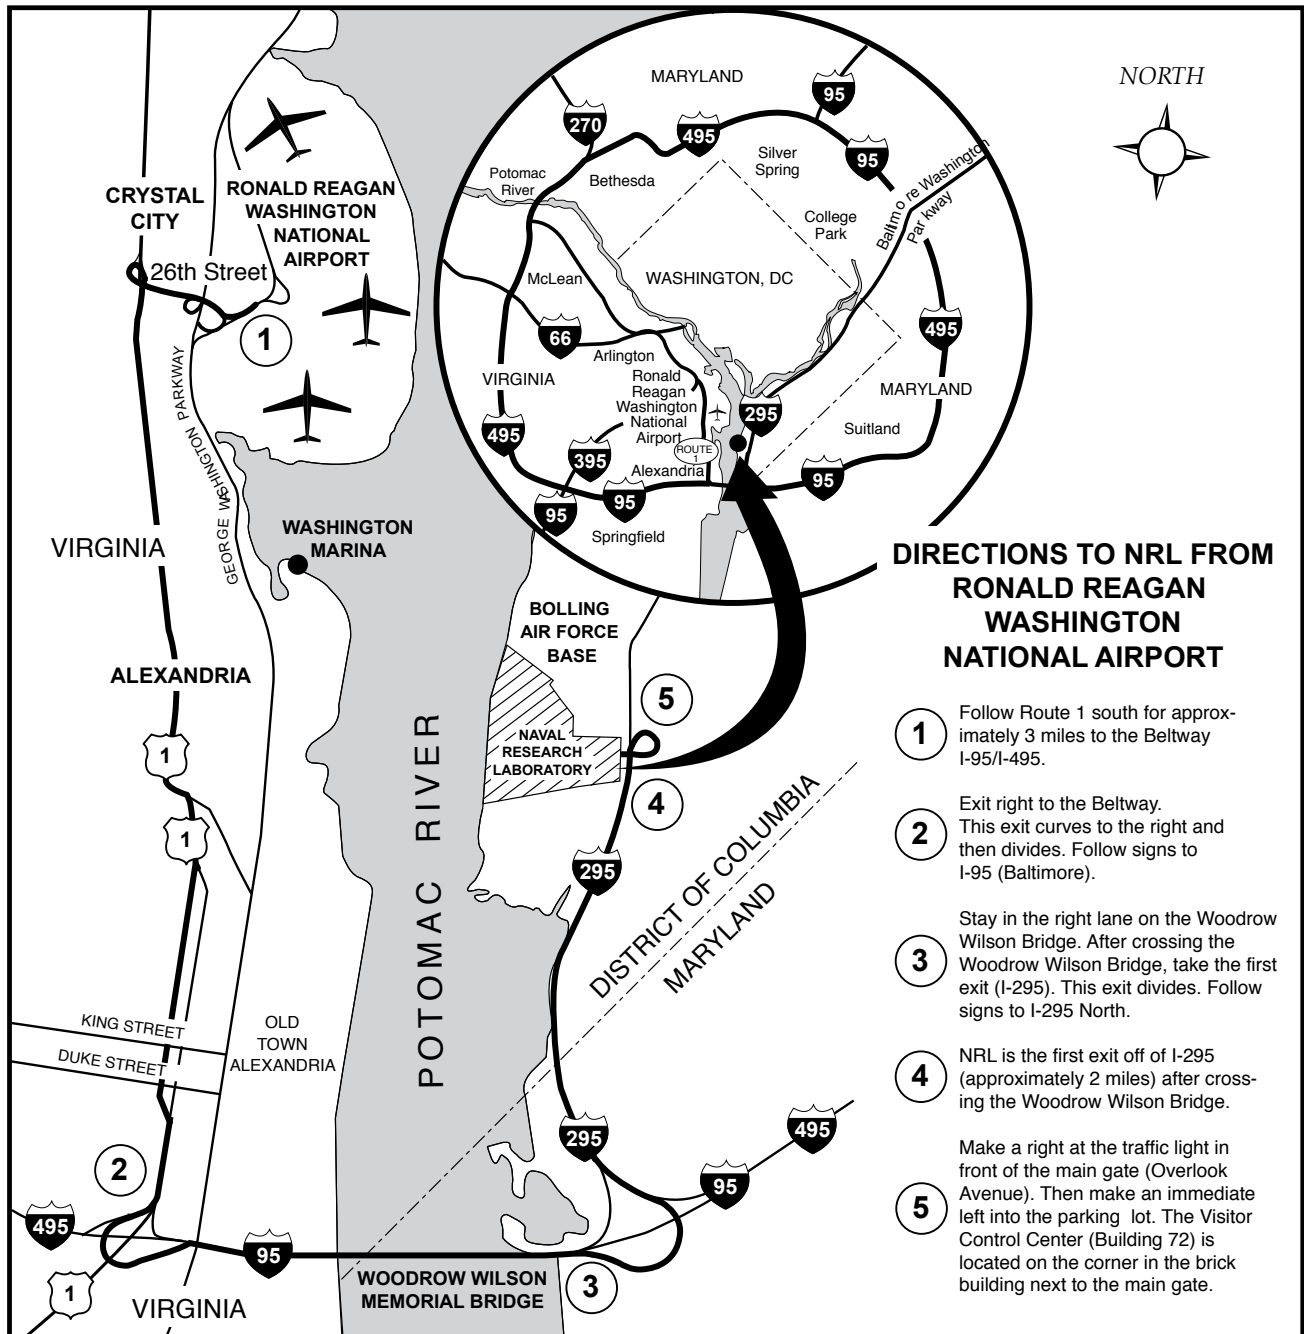 NORTH
MARYLAND
95
270
495
95
Silver
Spring
Potomac
River
Bethesda
Baltimore Washington
Parkway
College
Park
CRYSTAL
CITY
RONALD REAGAN
WASHINGTON
NATIONAL
AIRPORT
26th Street
1
McLean
WASHINGTON, DC
66
495
Arlington
VIRGINIA
Ronald
Reagan
Washington
National
Airport
MARYLAND
295
Suitland
495
395
ROUTE
1
Alexandria
95
95
95
Springfield
GEORGE WASHINGTON PARKWAY
WASHINGTON
MARINA
VIRGINIA
ALEXANDRIA
BOLLING
AIR FORCE
BASE
5
NAVAL
RESEARCH
LABORATORY
4
1
1
POTOMAC RIVER
295
DISTRICT OF COLUMBIA
MARYLAND
KING STREET
DUKE STREET
OLD
TOWN
ALEXANDRIA
2
495
1
VIRGINIA
95
WOODROW WILSON
MEMORIAL BRIDGE
3
295
95
495
DIRECTIONS TO NRL FROM
RONALD REAGAN
WASHINGTON
NATIONAL AIRPORT
1
Follow Route 1 south for approx-
imately 3 miles to the Beltway
I-95/I-495.
2
Exit right to the Beltway.
This exit curves to the right and
then divides. Follow signs to
I-95 (Baltimore).
3
Stay in the right lane on the Woodrow
Wilson Bridge. After crossing the
Woodrow Wilson Bridge, take the first
exit (I-295). This exit divides. Follow
signs to I-295 North.
4
NRL is the first exit off of I-295
(approximately 2 miles) after cross-
ing the Woodrow Wilson Bridge.
5
Make a right at the traffic light in
front of the main gate (Overlook
Avenue). Then make an immediate
left into the parking lot. The Visitor
Control Center (Building 72) is
located on the corner in the brick
building next to the main gate.